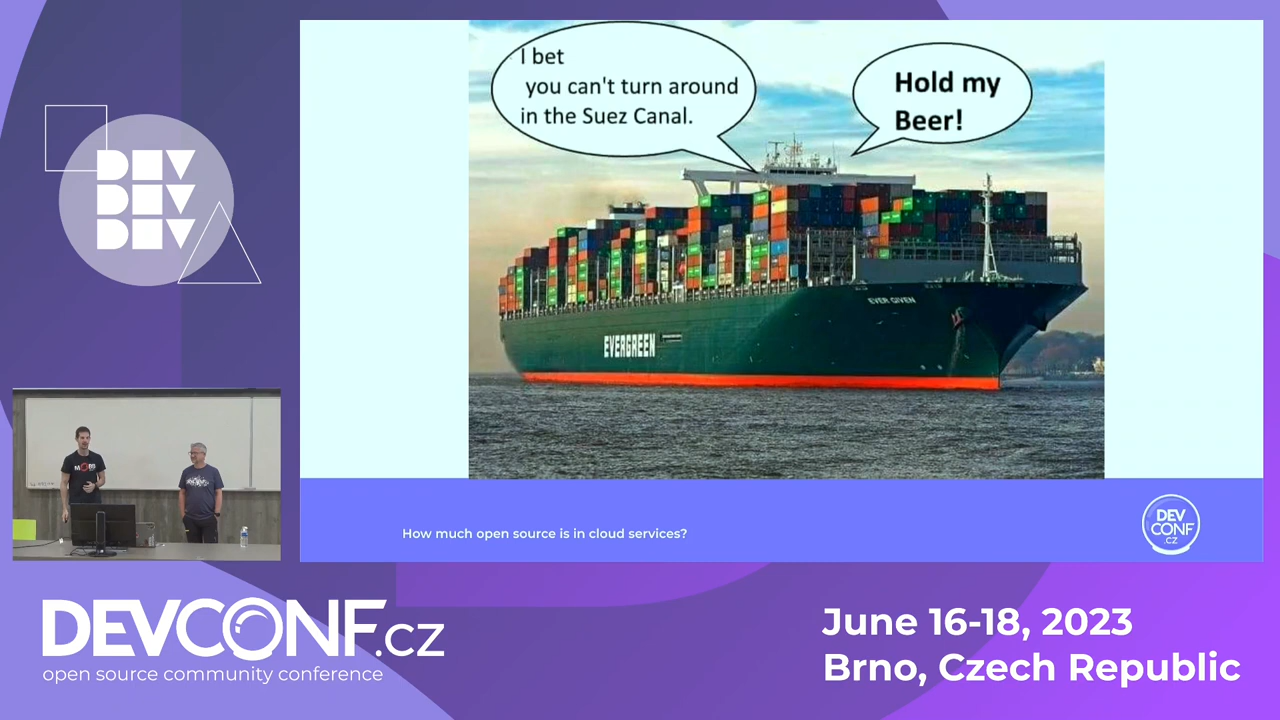 DEV
DEV
DEV
I bet
you can't turn around
in the Suez Canal.
Hold my
Beer!
EVER GIVEN
EVERGREEN
How much open source is in cloud services?
DEV
CONF
.CZ
DEVCONF.cz
open source community conference
June 16-18, 2023
Brno, Czech Republic